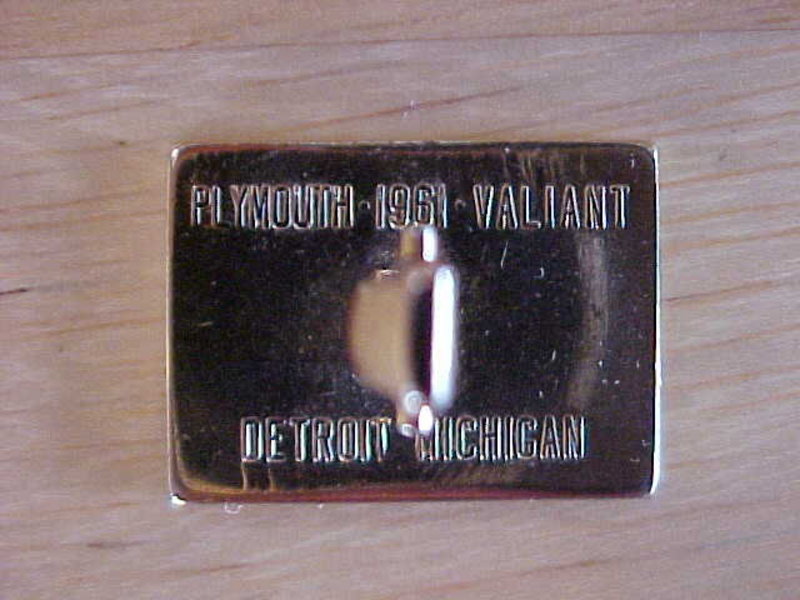 PLYMOUTH · 1961 · VALIANT
DETROIT MICHIGAN